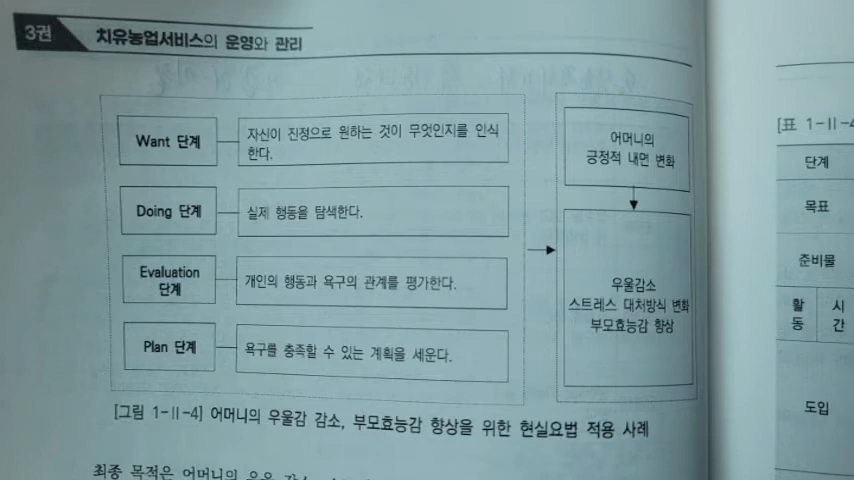 3권
치유농업서비스의 운영와 관리
Want 단계
자신이 진정으로 원하는 것이 무엇인지를 인식
한다.
Doing 단계
실제 행동을 탐색한다.
Evaluation
단계
개인의 행동과 욕구의 관계를 평가한다.
Plan 단계
욕구를 충족할 수 있는 계획을 세운다.
어머니의
긍정적 내면 변화
우울감소
스트레스 대처방식 변화
부모효능감 향상
[그림 1-Ⅱ-4] 어머니의 우울감 감소, 부모효능감 향상을 위한 현실요법 적용 사례
최종 목적은 어머니의 우울 감소
[표 1-Ⅱ-4
단계
목표
준비물
활 시
동 간
도입